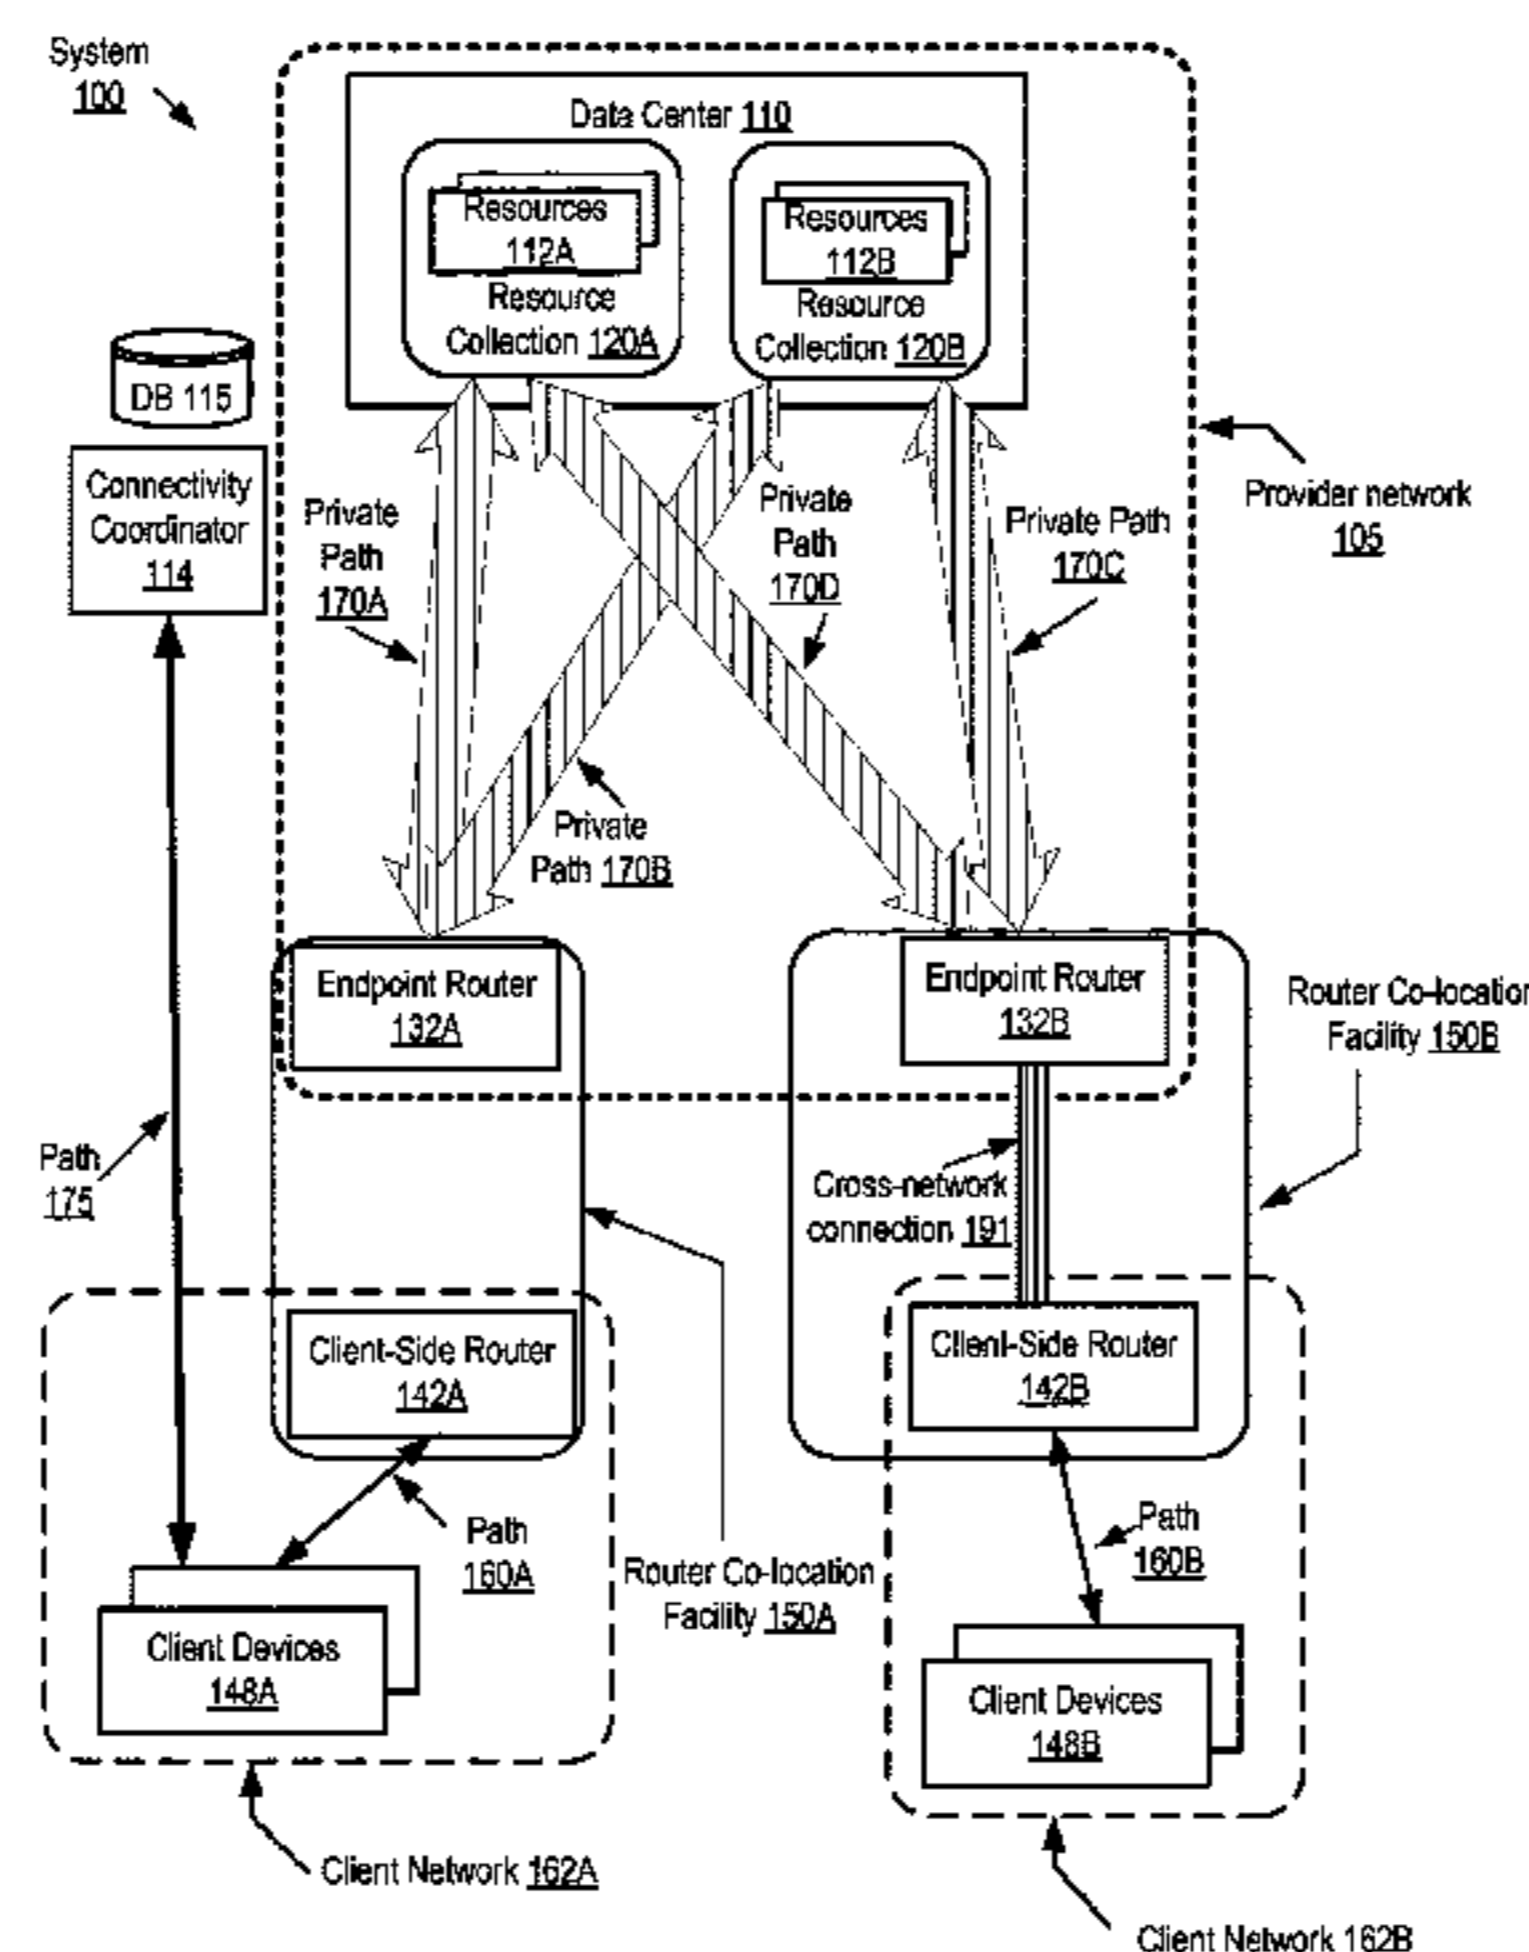 System
100
Data Center 110
Resources
112A
Resource
Collection 120A
Resources
112B
Resource
Collection 120B
DB 115
Connectivity
Coordinator
114
Private
Path
170A
Private
Path
170D
Private Path
170C
Provider network
105
Private
Path 170B
Endpoint Router
132A
Endpoint Router
132B
Router Co-location
Facility 150B
Path
175
Cross-network
connection 191
Client-Side Router
142A
Client-Side Router
142B
Path
160A
Path
160B
Router Co-location
Facility 150A
Client Devices
148A
Client Devices
148B
Client Network 162A
Client Network 162B